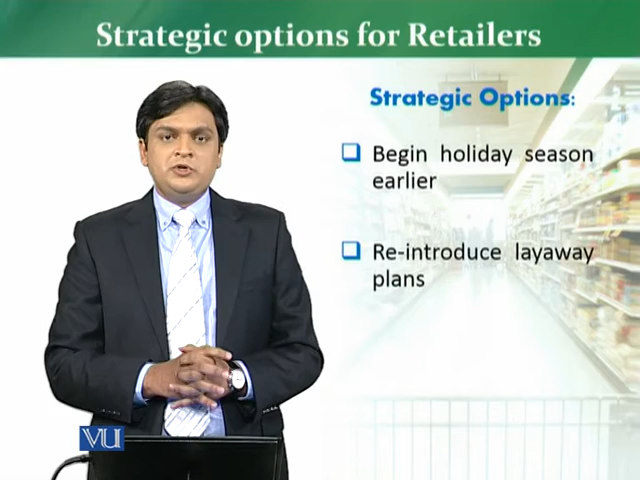 Strategic options for Retailers
Strategic Options:
Begin holiday season
earlier
Re-introduce layaway
plans
VU